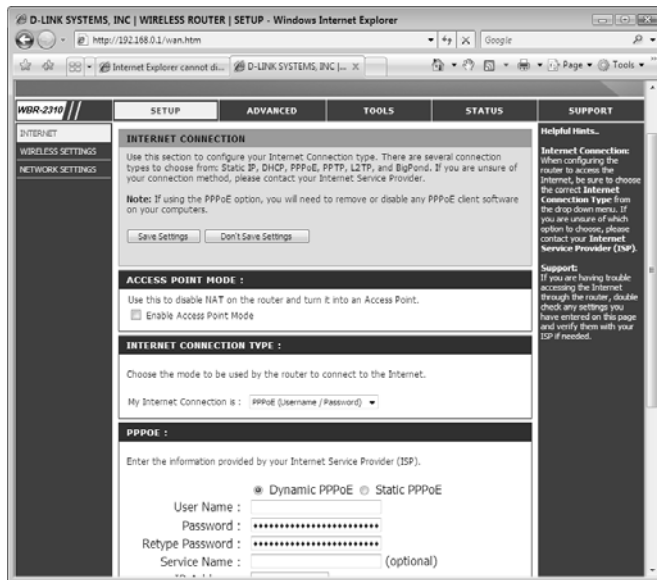 D-LINK SYSTEMS, INC | WIRELESS ROUTER | SETUP - Windows Internet Explorer
http://192.168.0.1/wan.htm
Google
Internet Explorer cannot di...
D-LINK SYSTEMS, INC |... X
Page
Tools
WBR-2310
SETUP
ADVANCED
TOOLS
STATUS
SUPPORT
INTERNET
WIRELESS SETTINGS
NETWORK SETTINGS
INTERNET CONNECTION
Use this section to configure your Internet Connection type. There are several connection
types to choose from: Static IP, DHCP, PPPoE, PPTP, L2TP, and BigPond. If you are unsure of
your connection method, please contact your Internet Service Provider.
Note: If using the PPPoE option, you will need to remove or disable any PPPoE client software
on your computers.
Save Settings
Don't Save Settings
ACCESS POINT MODE :
Use this to disable NAT on the router and turn it into an Access Point.
Enable Access Point Mode
INTERNET CONNECTION TYPE :
Choose the mode to be used by the router to connect to the Internet.
My Internet Connection is : PPPoE (Username / Password)
PPPOE :
Enter the information provided by your Internet Service Provider (ISP).
Dynamic PPPoE Static PPPoE
User Name :
Password :
Retype Password :
Service Name : (optional)
Helpful Hints..
Internet Connection:
When configuring the
router to access the
Internet, be sure to choose
the correct Internet
Connection Type from
the drop down menu. If
you are unsure of which
option to choose, please
contact your Internet
Service Provider (ISP).
Support:
If you are having trouble
accessing the Internet
through the router, double
check any settings you
have entered on this page
and verify them with your
ISP if needed.